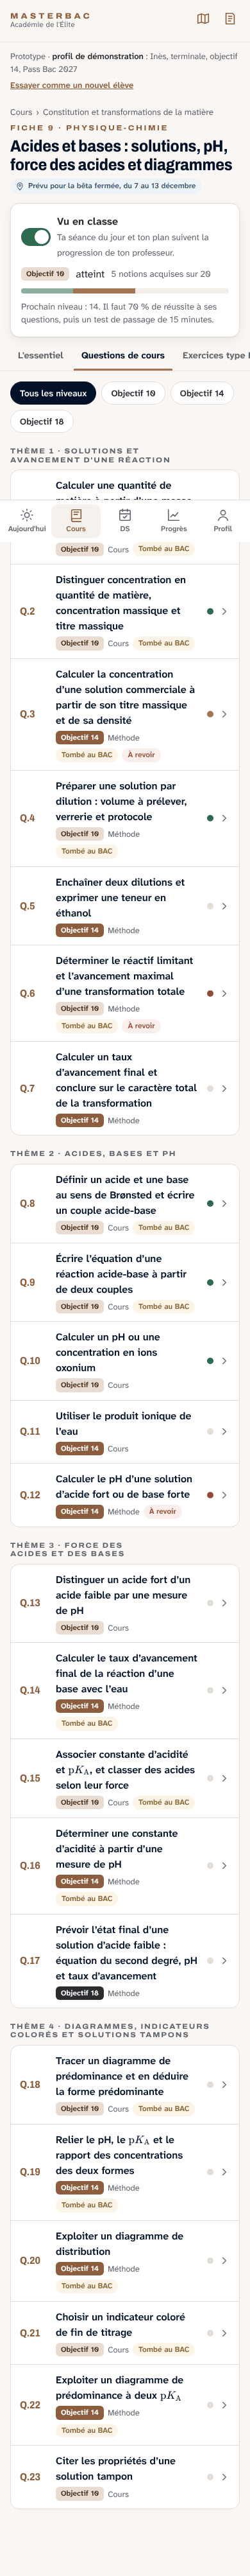 MASTERBAC
Académie de l'Élite
Prototype · profil de démonstration : Inès, terminale, objectif
14, Pass Bac 2027
Essayer comme un nouvel élève
Cours › Constitution et transformations de la matière
FICHE 9 · PHYSIQUE-CHIMIE
Acides et bases : solutions, pH,
force des acides et diagrammes
Prévu pour la bêta fermée, du 7 au 13 décembre
Vu en classe
Ta séance du jour et ton plan suivent la
progression de ton professeur.
Objectif 10 atteint 5 notions acquises sur 20
Prochain niveau : 14. Il faut 70 % de réussite à ses
questions, puis un test de passage de 15 minutes.
L'essentiel Questions de cours Exercices type
Tous les niveaux Objectif 10 Objectif 14
Objectif 18
THÈME 1 · SOLUTIONS ET
AVANCEMENT D'UNE RÉACTION
Calculer une quantité de
Aujourd'hui Cours DS Progrès Profil
Objectif 10 Cours Tombé au BAC
Q.2 Distinguer concentration en
quantité de matière,
concentration massique et
titre massique
Objectif 10 Cours Tombé au BAC
Q.3 Calculer la concentration
d'une solution commerciale à
partir de son titre massique
et de sa densité
Objectif 14 Méthode
Tombé au BAC À revoir
Q.4 Préparer une solution par
dilution : volume à prélever,
verrerie et protocole
Objectif 10 Méthode
Tombé au BAC
Q.5 Enchaîner deux dilutions et
exprimer une teneur en
éthanol
Objectif 14 Méthode
Q.6 Déterminer le réactif limitant
et l'avancement maximal
d'une transformation totale
Objectif 10 Méthode
Tombé au BAC À revoir
Q.7 Calculer un taux
d'avancement final et
conclure sur le caractère total
de la transformation
Objectif 14 Méthode
THÈME 2 · ACIDES, BASES ET PH
Q.8 Définir un acide et une base
au sens de Brønsted et écrire
un couple acide-base
Objectif 10 Cours Tombé au BAC
Q.9 Écrire l'équation d'une
réaction acide-base à partir
de deux couples
Objectif 10 Cours Tombé au BAC
Q.10 Calculer un pH ou une
concentration en ions
oxonium
Objectif 10 Cours
Q.11 Utiliser le produit ionique de
l'eau
Objectif 14 Cours
Q.12 Calculer le pH d'une solution
d'acide fort ou de base forte
Objectif 14 Méthode À revoir
THÈME 3 · FORCE DES
ACIDES ET DES BASES
Q.13 Distinguer un acide fort d'un
acide faible par une mesure
de pH
Objectif 10 Cours
Q.14 Calculer le taux d'avancement
final de la réaction d'une
base avec l'eau
Objectif 14 Méthode
Tombé au BAC
Q.15 Associer constante d'acidité
et pKA, et classer des acides
selon leur force
Objectif 10 Cours Tombé au BAC
Q.16 Déterminer une constante
d'acidité à partir d'une
mesure de pH
Objectif 14 Méthode
Tombé au BAC
Q.17 Prévoir l'état final d'une
solution d'acide faible :
équation du second degré, pH
et taux d'avancement
Objectif 18 Méthode
THÈME 4 · DIAGRAMMES, INDICATEURS
COLORÉS ET SOLUTIONS TAMPONS
Q.18 Tracer un diagramme de
prédominance et en déduire
la forme prédominante
Objectif 10 Cours Tombé au BAC
Q.19 Relier le pH, le pKA et le
rapport des concentrations
des deux formes
Objectif 14 Méthode
Tombé au BAC
Q.20 Exploiter un diagramme de
distribution
Objectif 14 Méthode
Tombé au BAC
Q.21 Choisir un indicateur coloré
de fin de titrage
Objectif 10 Cours Tombé au BAC
Q.22 Exploiter un diagramme de
prédominance à deux pKA
Objectif 14 Méthode
Tombé au BAC
Q.23 Citer les propriétés d'une
solution tampon
Objectif 10 Cours